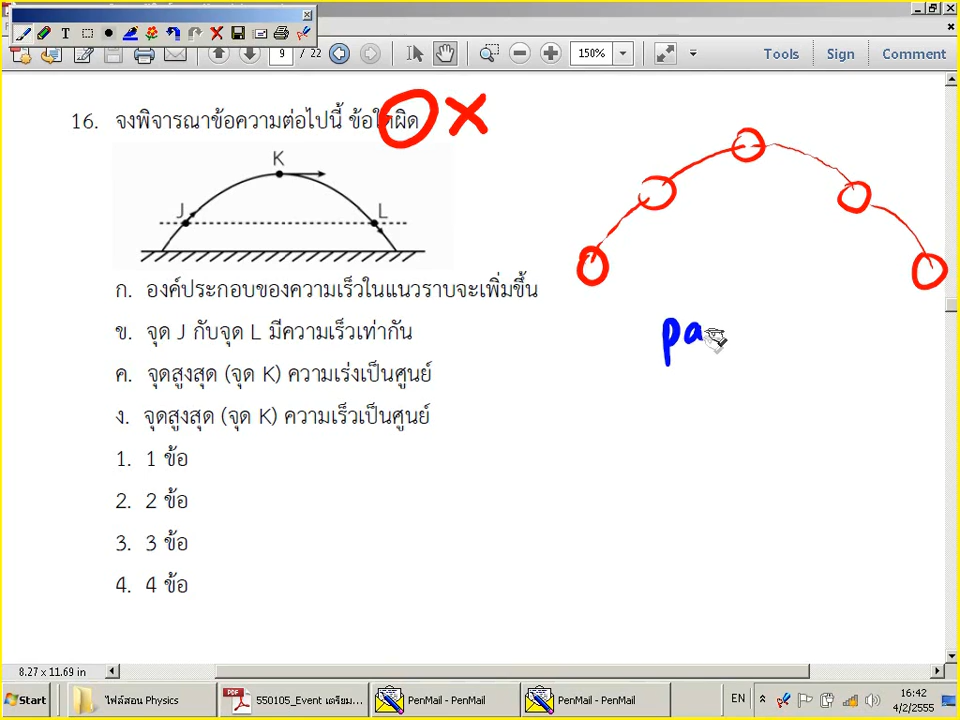 9 / 22
150%
Tools
Sign
Comment
16. จงพิจารณาข้อความต่อไปนี้ ข้อใดผิด
K
J
L
ก. องค์ประกอบของความเร็วในแนวราบจะเพิ่มขึ้น
ข. จุด J กับจุด L มีความเร็วเท่ากัน
ค. จุดสูงสุด (จุด K) ความเร่งเป็นศูนย์
ง. จุดสูงสุด (จุด K) ความเร็วเป็นศูนย์
1. 1 ข้อ
2. 2 ข้อ
3. 3 ข้อ
4. 4 ข้อ
pa
8.27 x 11.69 in
Start
ไฟล์สอน Physics
550105_Event เตรียม...
PenMail - PenMail
PenMail - PenMail
EN
16:42
4/2/2555